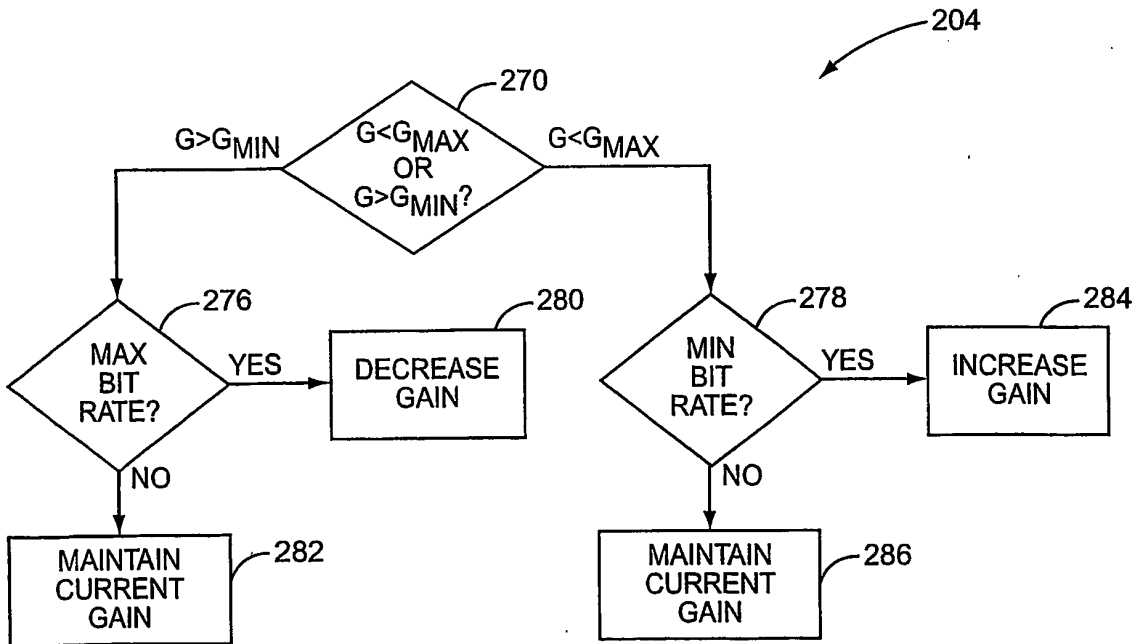 204
270
G>GMIN
G<GMAX
OR
G>GMIN?
G<GMAX
276
MAX
BIT
RATE?
YES
280
DECREASE
GAIN
278
MIN
BIT
RATE?
YES
284
INCREASE
GAIN
NO
NO
MAINTAIN
CURRENT
GAIN
282
MAINTAIN
CURRENT
GAIN
286